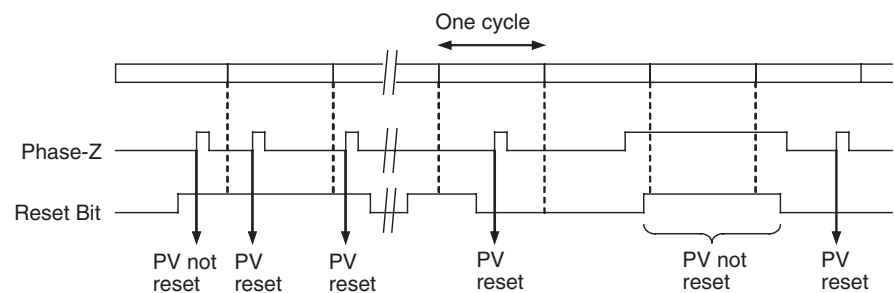 One cycle
Phase-Z
Reset Bit
PV not
reset
PV
reset
PV
reset
PV
reset
PV not
reset
PV
reset